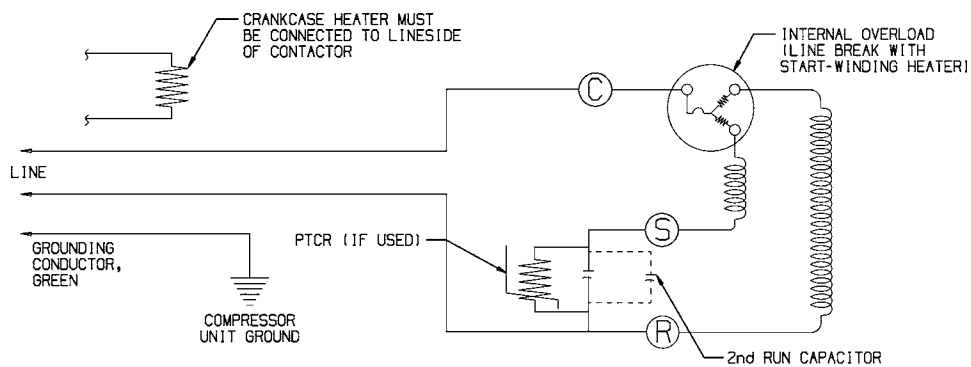 CRANKCASE HEATER MUST
BE CONNECTED TO LINESIDE
OF CONTACTOR
INTERNAL OVERLOAD
(LINE BREAK WITH
START-WINDING HEATER)
C
LINE
S
PTCR (IF USED)
GROUNDING
CONDUCTOR,
GREEN
COMPRESSOR
UNIT GROUND
R
2nd RUN CAPACITOR